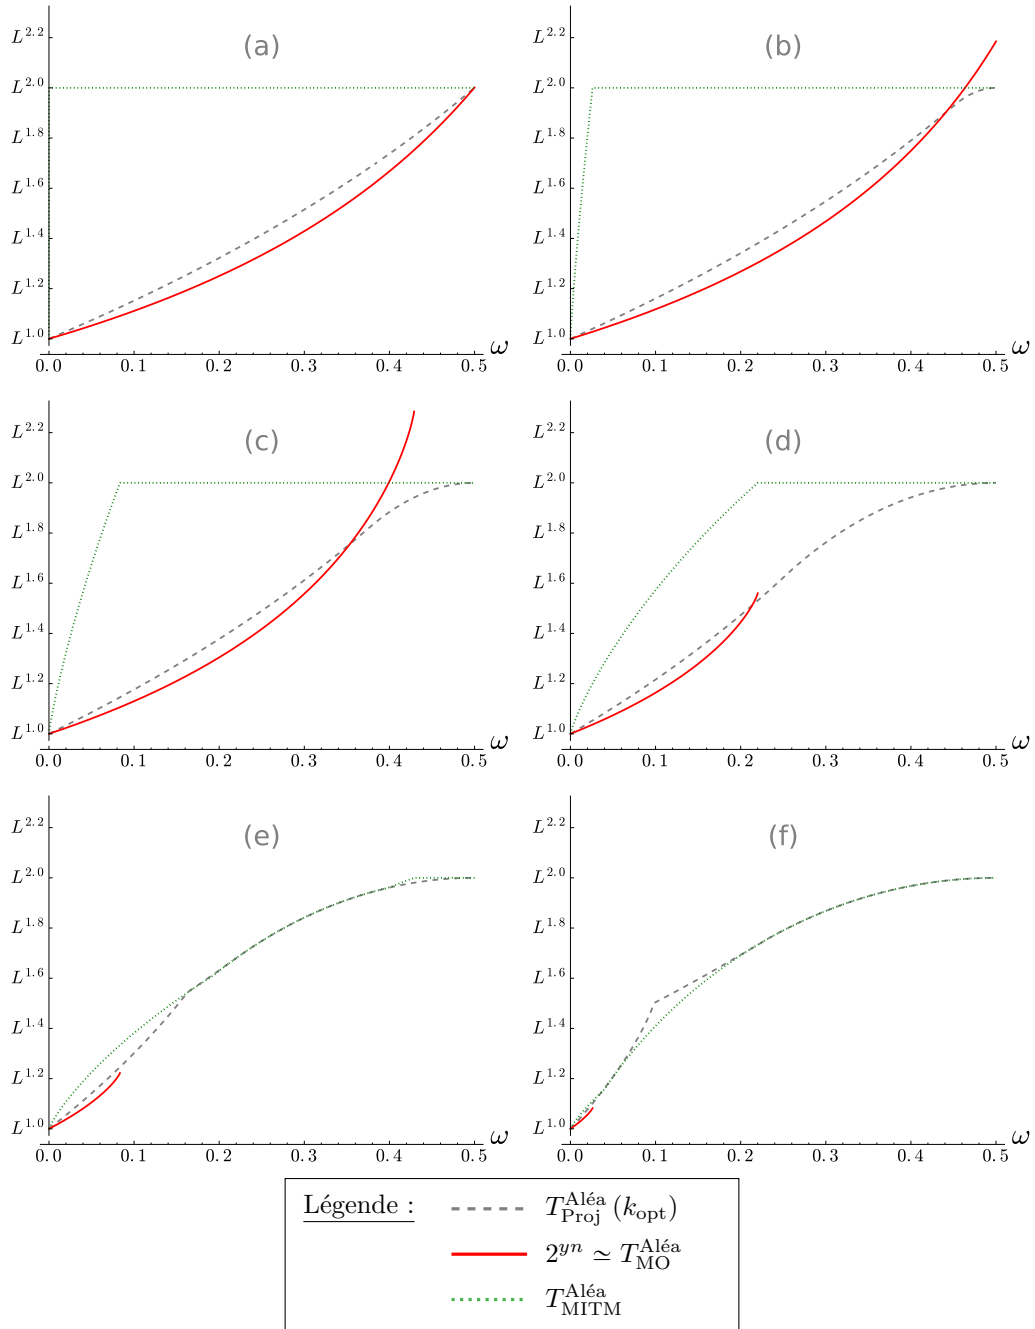 (a) (b)
L^2.2 L^2.2
L^2.0 L^2.0
L^1.8 L^1.8
L^1.6 L^1.6
L^1.4 L^1.4
L^1.2 L^1.2
L^1.0 L^1.0
0.0 0.1 0.2 0.3 0.4 0.5 ω 0.0 0.1 0.2 0.3 0.4 0.5 ω
(c) (d)
L^2.2 L^2.2
L^2.0 L^2.0
L^1.8 L^1.8
L^1.6 L^1.6
L^1.4 L^1.4
L^1.2 L^1.2
L^1.0 L^1.0
0.0 0.1 0.2 0.3 0.4 0.5 ω 0.0 0.1 0.2 0.3 0.4 0.5 ω
(e) (f)
L^2.2 L^2.2
L^2.0 L^2.0
L^1.8 L^1.8
L^1.6 L^1.6
L^1.4 L^1.4
L^1.2 L^1.2
L^1.0 L^1.0
0.0 0.1 0.2 0.3 0.4 0.5 ω 0.0 0.1 0.2 0.3 0.4 0.5 ω
Légende : T_Proj^Aléa (k_opt)
2^yn ≃ T_MO^Aléa
T_MITM^Aléa